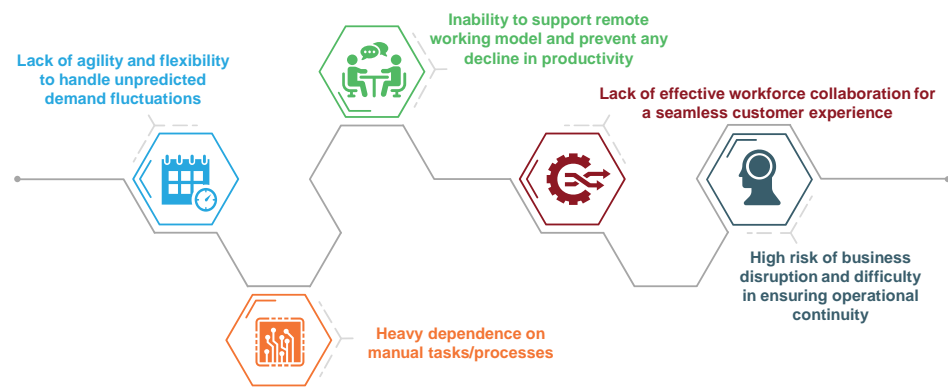 Lack of agility and flexibility
to handle unpredicted
demand fluctuations
Heavy dependence on
manual tasks/processes
Inability to support remote
working model and prevent any
decline in productivity
Lack of effective workforce collaboration for
a seamless customer experience
High risk of business
disruption and difficulty
in ensuring operational
continuity